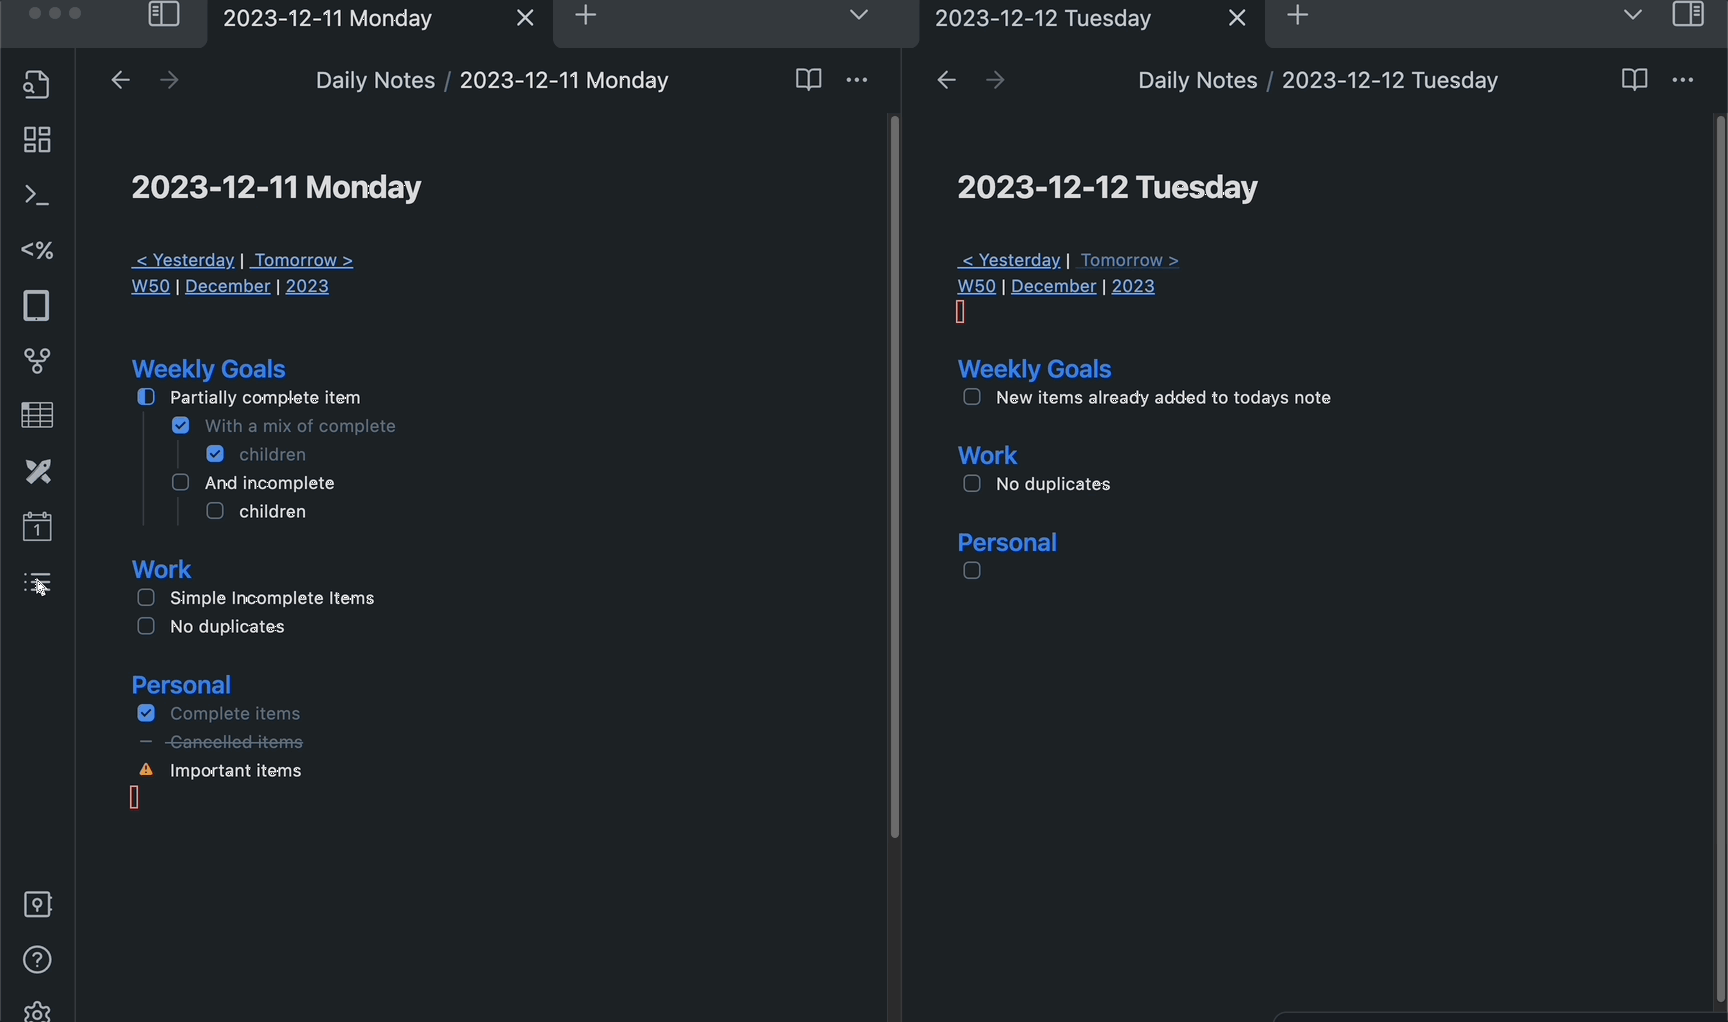 2023-12-11 Monday
2023-12-12 Tuesday
Daily Notes / 2023-12-11 Monday
Daily Notes / 2023-12-12 Tuesday
<%
1
2023-12-11 Monday
< Yesterday | Tomorrow >
W50 | December | 2023
Weekly Goals
Partially complete item
With a mix of complete
children
And incomplete
children
Work
Simple Incomplete Items
No duplicates
Personal
Complete items
Cancelled items
Important items
2023-12-12 Tuesday
< Yesterday | Tomorrow >
W50 | December | 2023
Weekly Goals
New items already added to todays note
Work
No duplicates
Personal